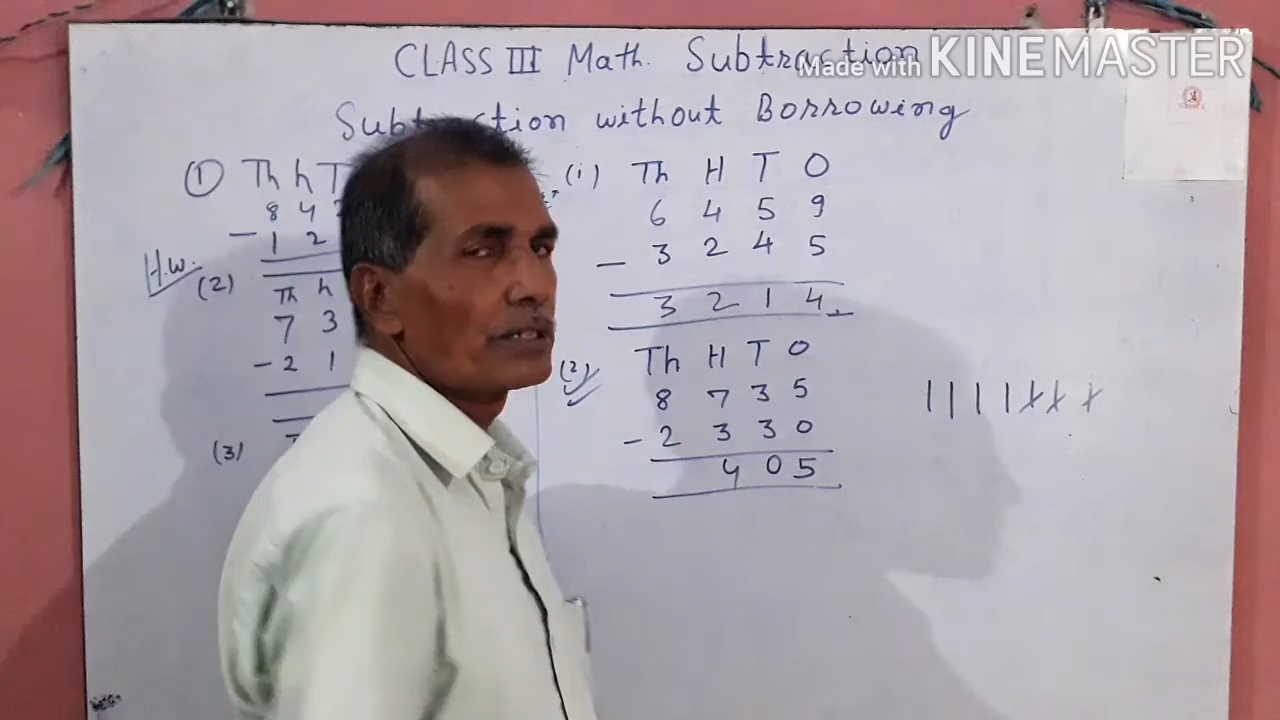 CLASS III Math. Subtraction
Made with KINEMASTER
Subtraction without Borrowing
(1) Th h T
8 4
- 1 2
H.W.
(2) Th h
7 3
- 2 1
(3)
(i) Th H T O
6 4 5 9
- 3 2 4 5
3 2 1 4
(2) Th H T O
8 7 3 5
- 2 3 3 0
4 0 5